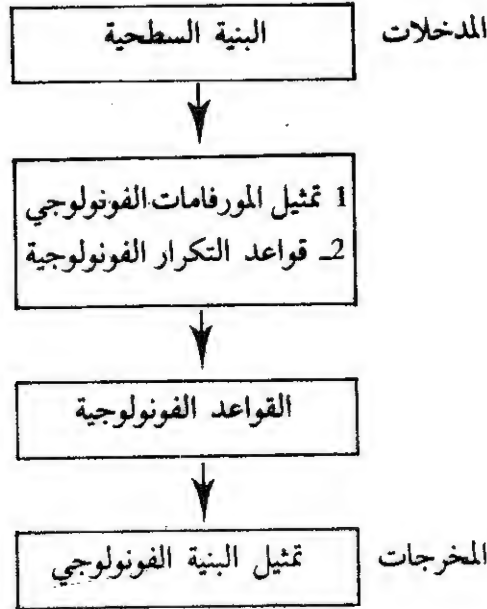 المدخلات البنية السطحية
1 تمثيل المورفامات الفونولوجي
2ـ قواعد التكرار الفونولوجية
القواعد الفونولوجية
المخرجات تمثيل البنية الفونولوجي